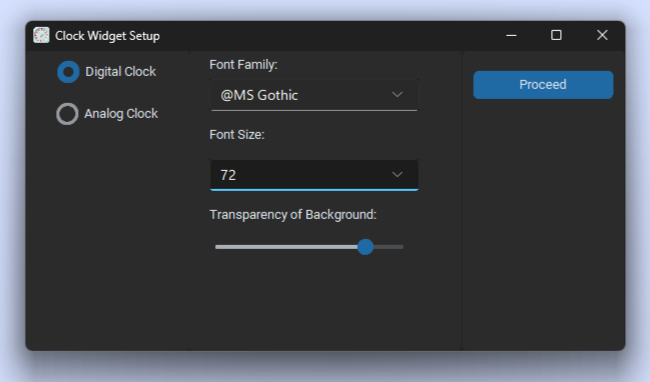 Clock Widget Setup
Digital Clock
Analog Clock
Font Family:
@MS Gothic
Font Size:
72
Transparency of Background:
Proceed